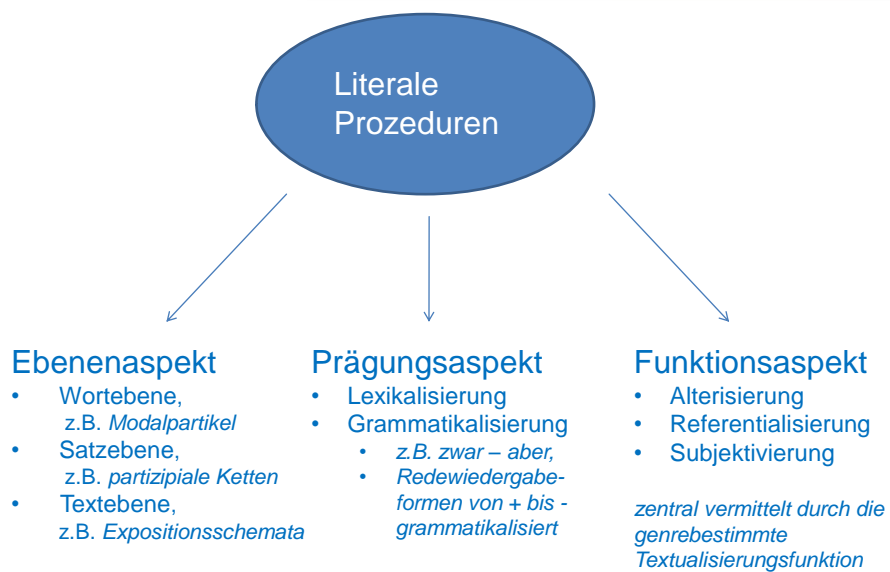 Literale
Prozeduren
Ebenenaspekt
• Wortebene,
z.B. Modalpartikel
• Satzebene,
z.B. partizipiale Ketten
• Textebene,
z.B. Expositionsschemata
Prägungsaspekt
• Lexikalisierung
• Grammatikalisierung
• z.B. zwar – aber,
• Redewiedergabe-
formen von + bis -
grammatikalisiert
Funktionsaspekt
• Alterisierung
• Referentialisierung
• Subjektivierung
zentral vermittelt durch die
genrebestimmte
Textualisierungsfunktion